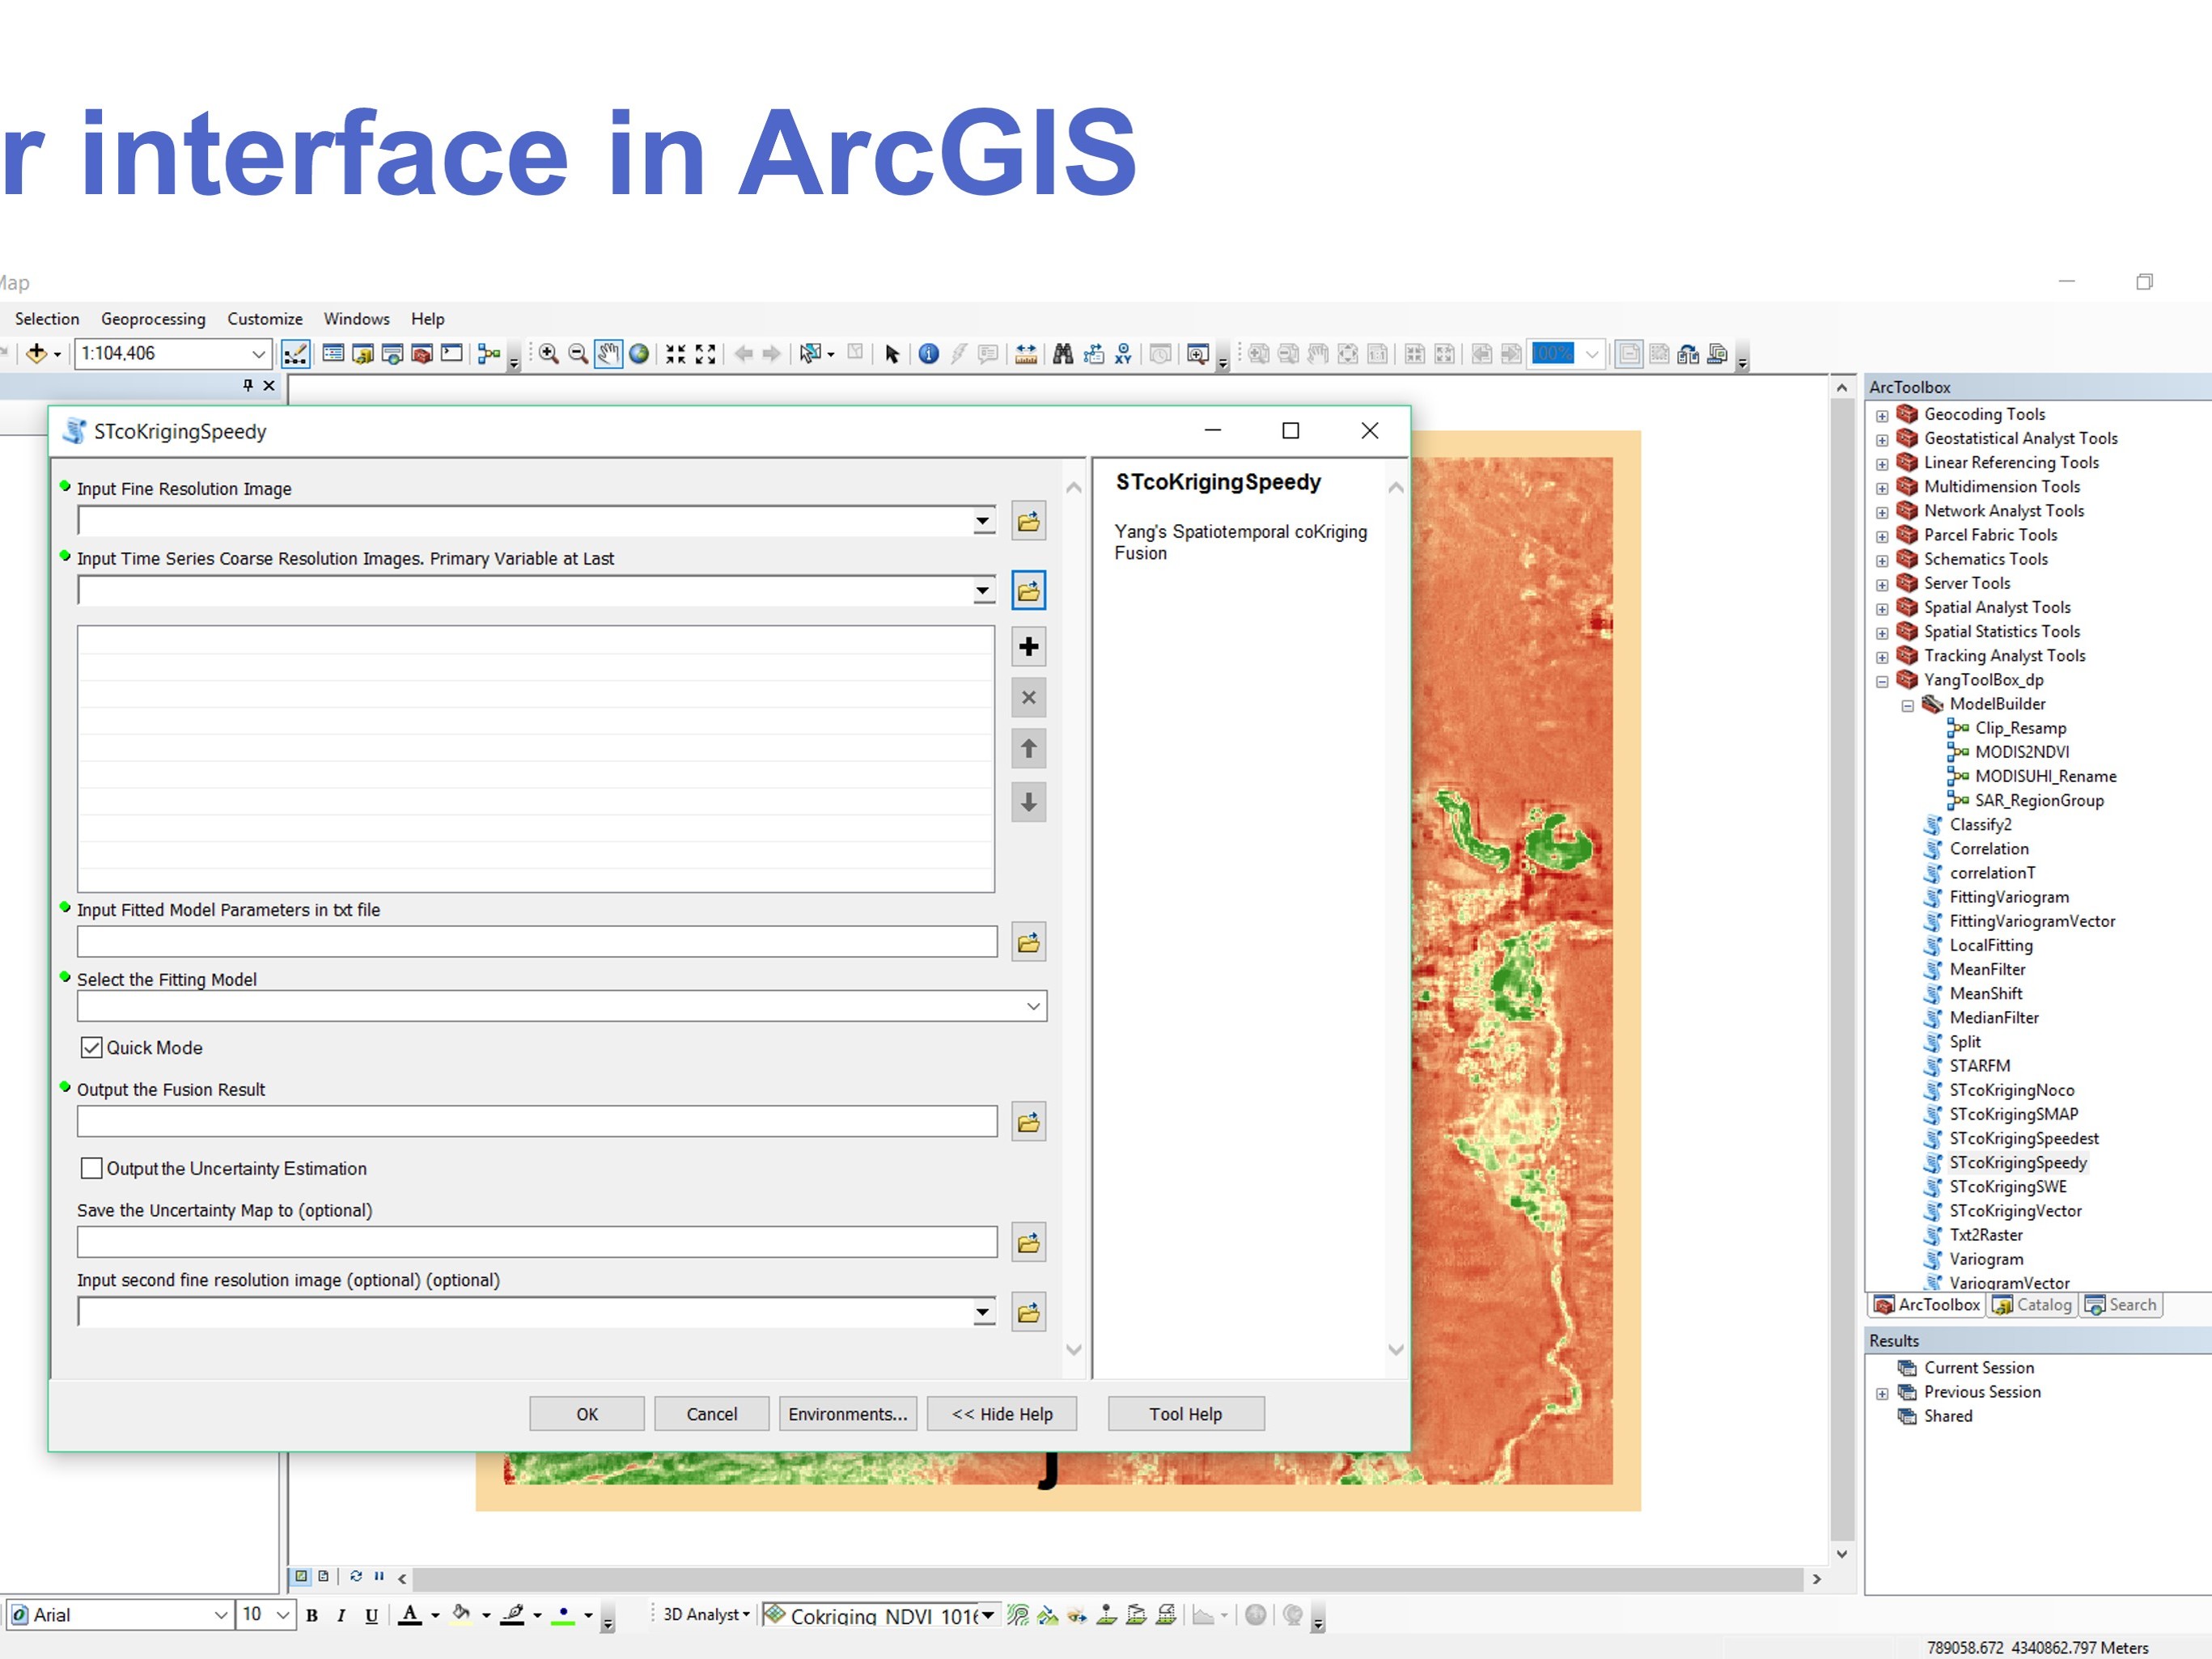 r interface in ArcGIS
Map
Selection Geoprocessing Customize Windows Help
1:104,406
100%
ArcToolbox
STcoKrigingSpeedy
Input Fine Resolution Image
Input Time Series Coarse Resolution Images. Primary Variable at Last
Input Fitted Model Parameters in txt file
Select the Fitting Model
Quick Mode
Output the Fusion Result
Output the Uncertainty Estimation
Save the Uncertainty Map to (optional)
Input second fine resolution image (optional) (optional)
OK Cancel Environments... << Hide Help Tool Help
STcoKrigingSpeedy
Yang's Spatiotemporal coKriging
Fusion
Geocoding Tools
Geostatistical Analyst Tools
Linear Referencing Tools
Multidimension Tools
Network Analyst Tools
Parcel Fabric Tools
Schematics Tools
Server Tools
Spatial Analyst Tools
Spatial Statistics Tools
Tracking Analyst Tools
YangToolBox_dp
ModelBuilder
Clip_Resamp
MODIS2NDVI
MODISUHI_Rename
SAR_RegionGroup
Classify2
Correlation
correlationT
FittingVariogram
FittingVariogramVector
LocalFitting
MeanFilter
MeanShift
MedianFilter
Split
STARFM
STcoKrigingNoco
STcoKrigingSMAP
STcoKrigingSpeedest
STcoKrigingSpeedy
STcoKrigingSWE
STcoKrigingVector
Txt2Raster
Variogram
VariogramVector
ArcToolbox Catalog Search
Results
Current Session
Previous Session
Shared
Arial 10 B I U A 3D Analyst Cokriging_NDVI_1016
789058.672 4340862.797 Meters